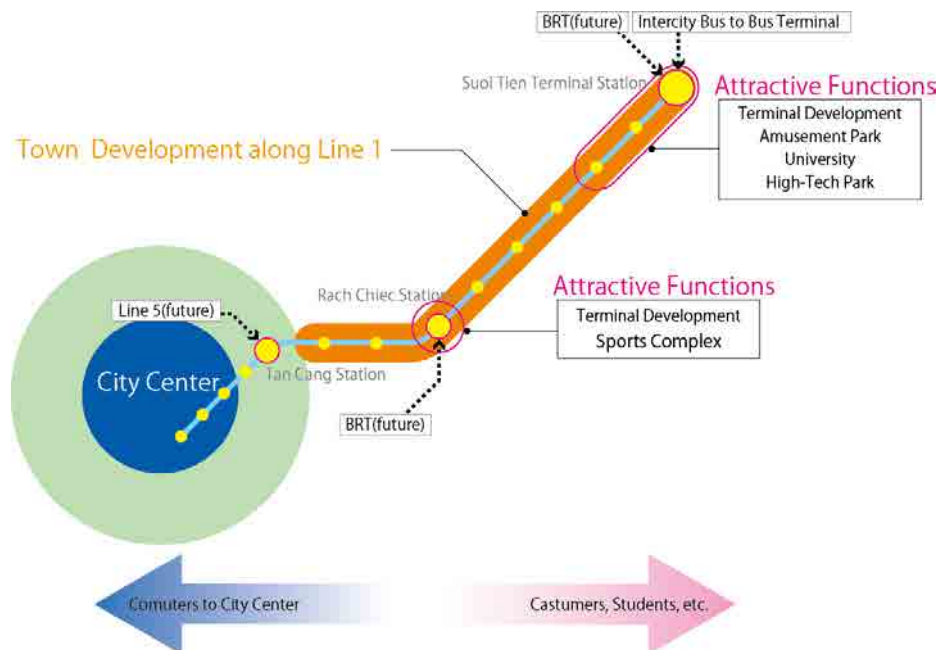 BRT(future)
Intercity Bus to Bus Terminal
Suoi Tien Terminal Station
Attractive Functions
Terminal Development
Amusement Park
University
High-Tech Park
Town Development along Line 1
Rach Chiec Station
Attractive Functions
Terminal Development
Sports Complex
Line 5(future)
Tan Cang Station
City Center
BRT(future)
Comuters to City Center
Castumers, Students, etc.